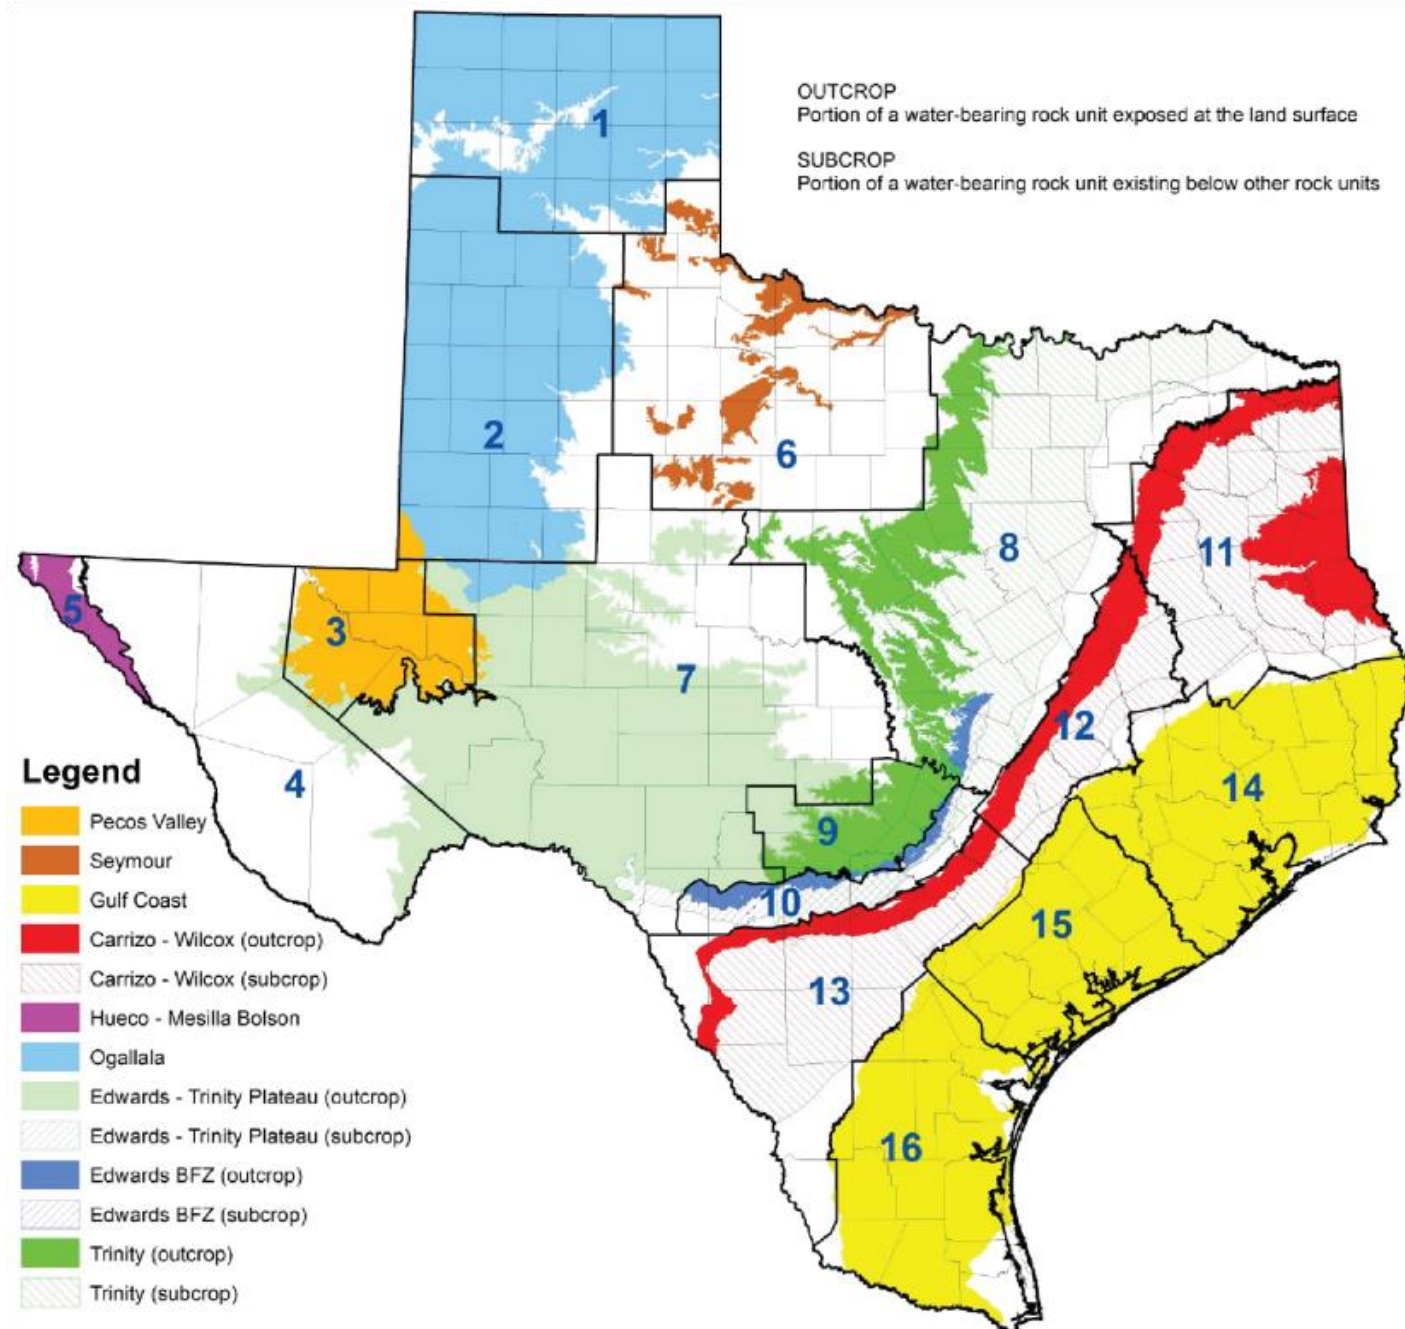 OUTCROP
Portion of a water-bearing rock unit exposed at the land surface
SUBCROP
Portion of a water-bearing rock unit existing below other rock units
1
2
6
8
11
5
3
7
12
4
14
9
10
15
13
16
Legend
Pecos Valley
Seymour
Gulf Coast
Carrizo - Wilcox (outcrop)
Carrizo - Wilcox (subcrop)
Hueco - Mesilla Bolson
Ogallala
Edwards - Trinity Plateau (outcrop)
Edwards - Trinity Plateau (subcrop)
Edwards BFZ (outcrop)
Edwards BFZ (subcrop)
Trinity (outcrop)
Trinity (subcrop)